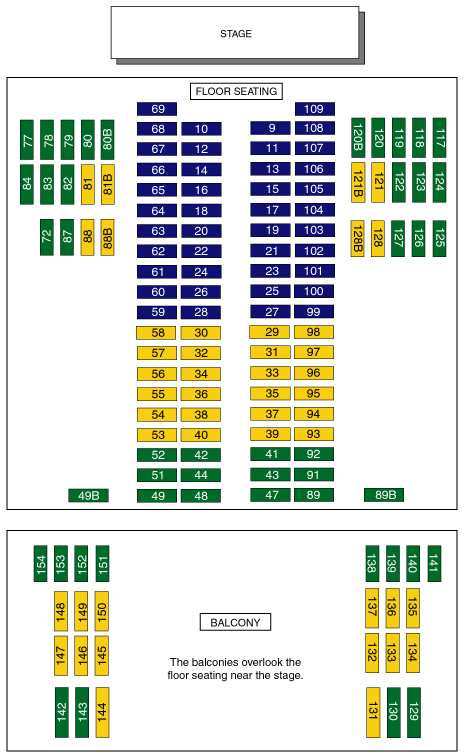 STAGE
FLOOR SEATING
69 109
68 10 9 108
67 12 11 107
66 14 13 106
65 16 15 105
64 18 17 104
63 20 19 103
62 22 21 102
61 24 23 101
60 26 25 100
59 28 27 99
58 30 29 98
57 32 31 97
56 34 33 96
55 36 35 95
54 38 37 94
53 40 39 93
52 42 41 92
51 44 43 91
49 48 47 89
77 78 79 80 80B
84 83 82 81 81B
72 87 88 88B
120B 120 119 118 117
121B 121 122 123 124
128B 128 127 126 125
49B 89B
154 153 152 151
148 149 150
147 146 145
142 143 144
BALCONY
The balconies overlook the
floor seating near the stage.
138 139 140 141
137 136 135
132 133 134
131 130 129